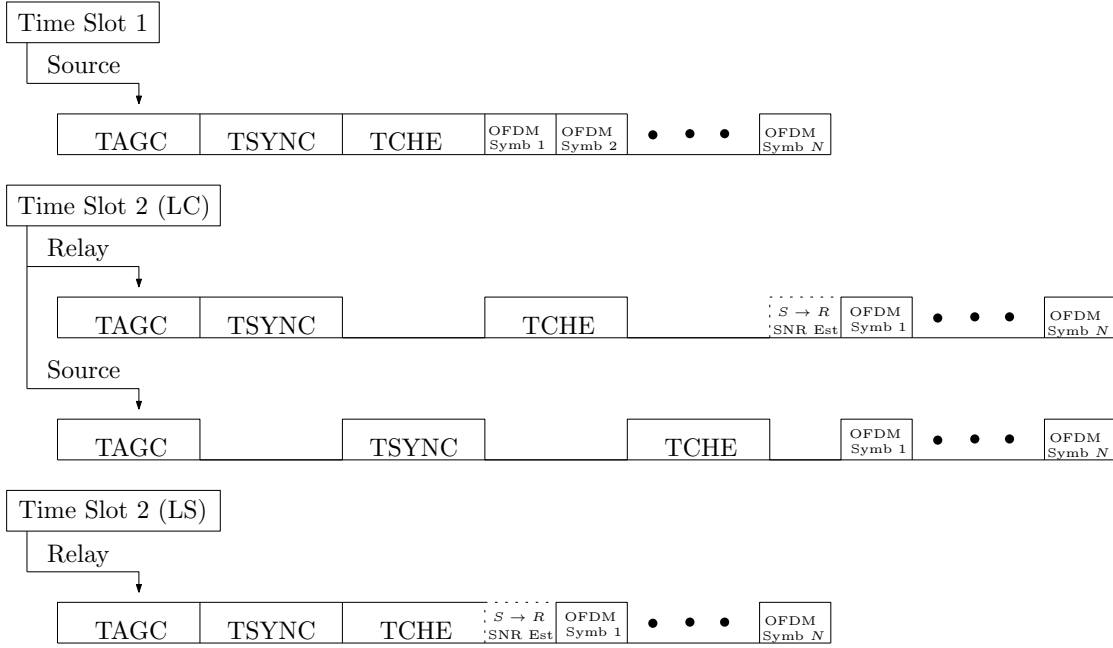 Time Slot 1
Source
TAGC TSYNC TCHE OFDM Symb 1 OFDM Symb 2 • • • OFDM Symb N
Time Slot 2 (LC)
Relay
TAGC TSYNC TCHE S → R SNR Est OFDM Symb 1 • • • OFDM Symb N
Source
TAGC TSYNC TCHE OFDM Symb 1 • • • OFDM Symb N
Time Slot 2 (LS)
Relay
TAGC TSYNC TCHE S → R SNR Est OFDM Symb 1 • • • OFDM Symb N